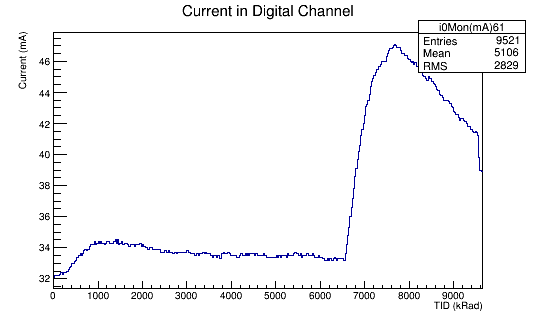 Current in Digital Channel
i0Mon(mA)61
Entries 9521
Mean 5106
RMS 2829
Current (mA)
46
44
42
40
38
36
34
32
0 1000 2000 3000 4000 5000 6000 7000 8000 9000
TID (kRad)